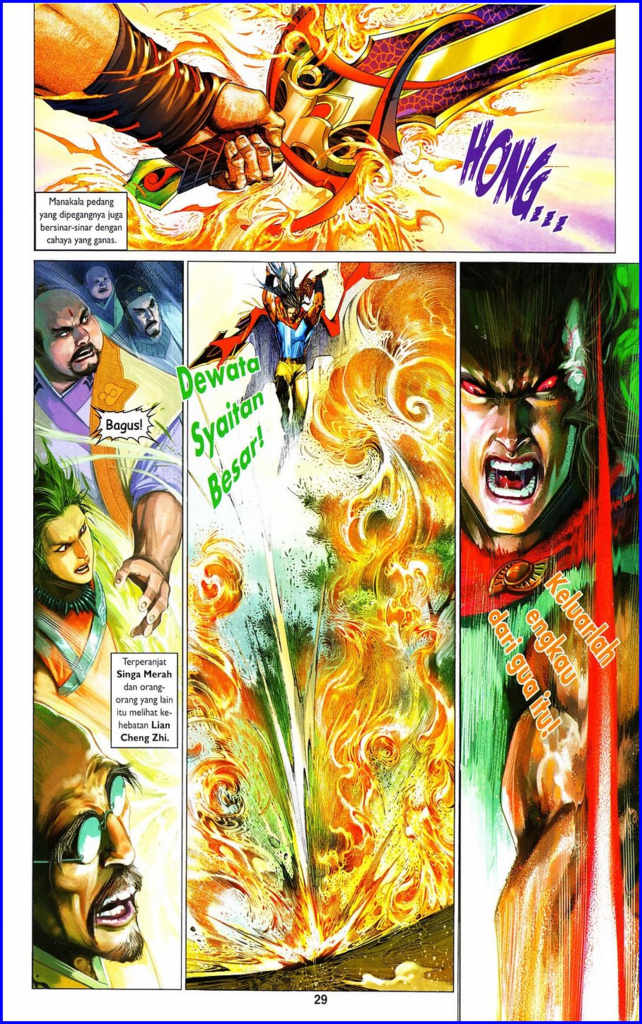 Manakala pedang
yang dipegangnya juga
bersinar-sinar dengan
cahaya yang ganas.
HONG...
Bagus!
Terperanjat
Singa Merah
dan orang-
orang yang lain
itu melihat ke-
hebatan Lian
Cheng Zhi.
Dewata
Syaitan
Besar!
Keluarlah
engkau
dari gua itu!
29